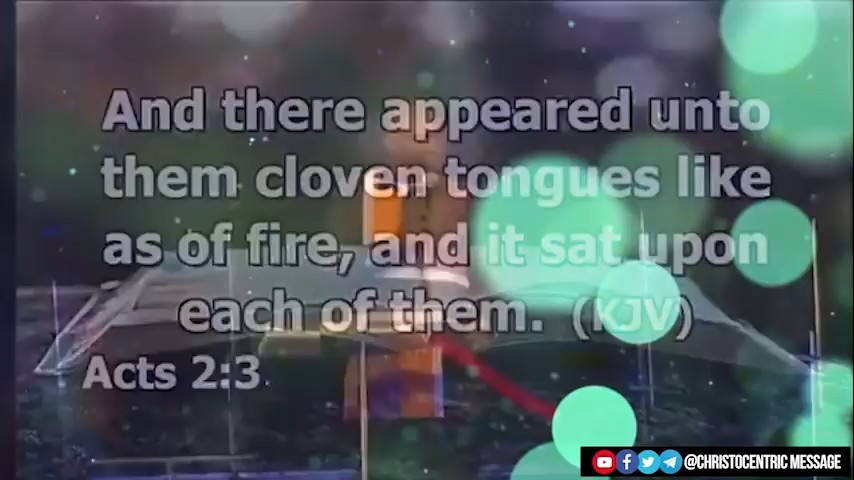 And there appeared unto
them cloven tongues like
as of fire, and it sat upon
each of them. (KJV)
Acts 2:3
@CHRISTOCENTRIC MESSAGE